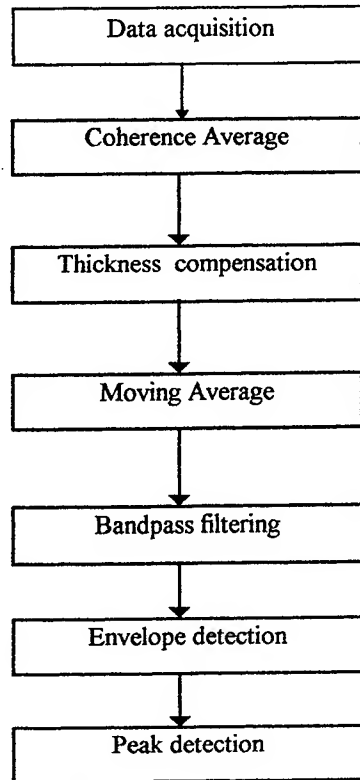 Data acquisition
Coherence Average
Thickness compensation
Moving Average
Bandpass filtering
Envelope detection
Peak detection